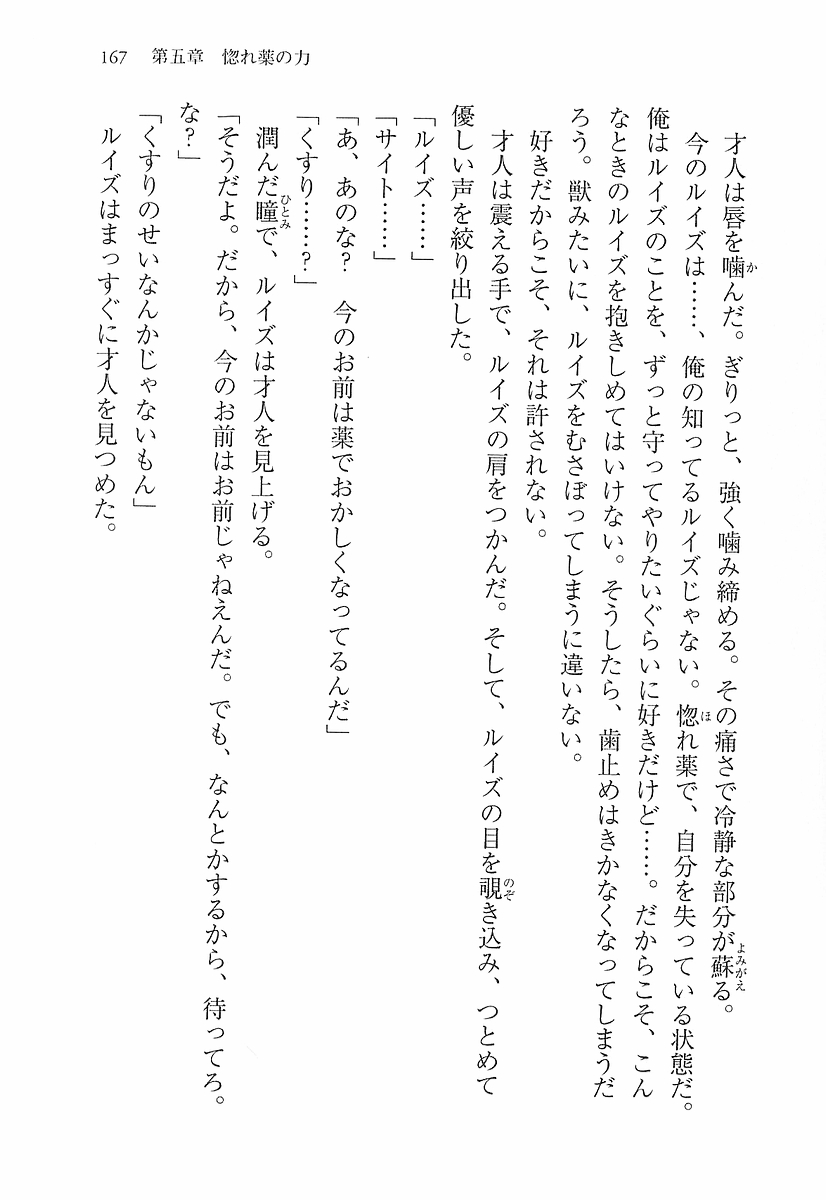 167　第五章　惚れ薬の力
　才人は唇を噛んだ。ぎりっと、強く噛み締める。その痛さで冷静な部分が蘇る。
　今のルイズは……、俺の知ってるルイズじゃない。惚れ薬で、自分を失っている状態だ。
俺はルイズのことを、ずっと守ってやりたいぐらいに好きだけど……。だからこそ、こん
なときのルイズを抱きしめてはいけない。そうしたら、歯止めはきかなくなってしまうだ
ろう。獣みたいに、ルイズをむさぼってしまうに違いない。
　好きだからこそ、それは許されない。
　才人は震える手で、ルイズの肩をつかんだ。そして、ルイズの目を覗き込み、つとめて
優しい声を絞り出した。
「ルイズ……」
「サイト……」
「あ、あのな？　今のお前は薬でおかしくなってるんだ」
「くすり……？」
　潤んだ瞳で、ルイズは才人を見上げる。
「そうだよ。だから、今のお前はお前じゃねえんだ。でも、なんとかするから、待ってろ。
な？」
「くすりのせいなんかじゃないもん」
　ルイズはまっすぐに才人を見つめた。